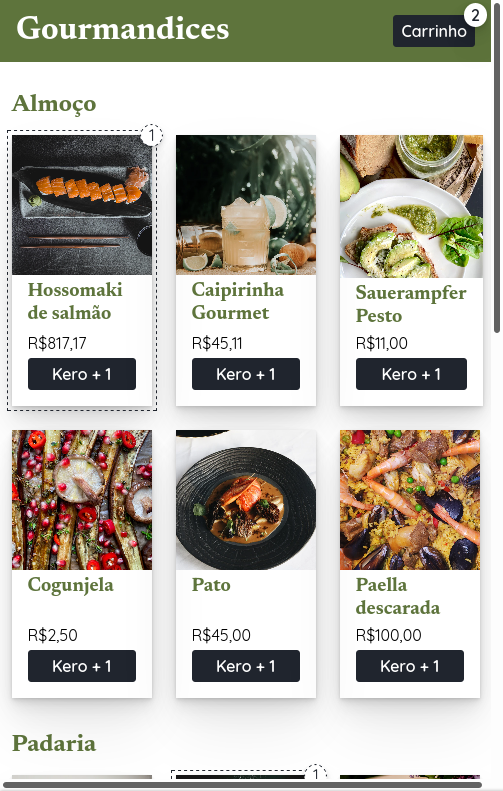 Gourmandices
Carrinho
2
Almoço
1
Hossomaki
de salmão
R$817,17
Kero + 1
Caipirinha
Gourmet
R$45,11
Kero + 1
Sauerampfer
Pesto
R$11,00
Kero + 1
Cogunjela
R$2,50
Kero + 1
Pato
R$45,00
Kero + 1
Paella
descarada
R$100,00
Kero + 1
Padaria
1